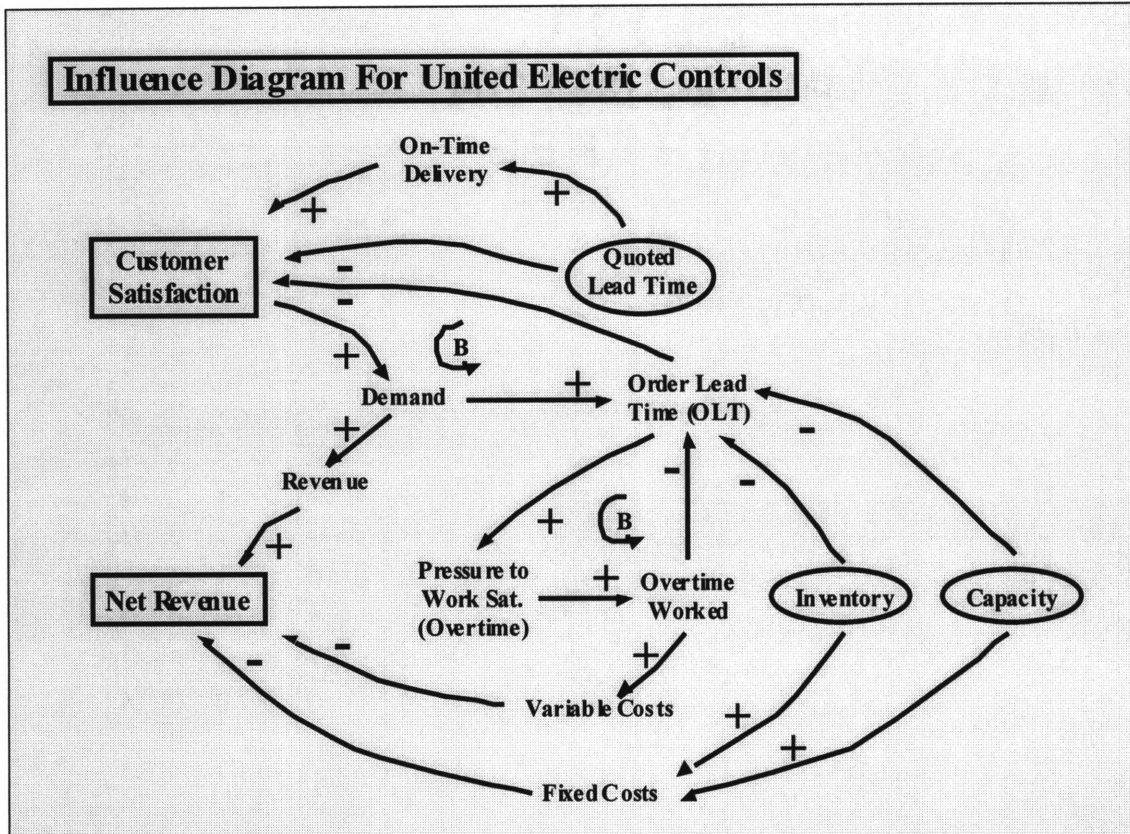 Influence Diagram For United Electric Controls
On-Time
Delivery
+
+
Customer
Satisfaction
Quoted
Lead Time
-
-
+
B
Demand
+
Order Lead
Time (OLT)
-
+
Revenue
-
-
+
B
+
Pressure to
Work Sat.
(Overtime)
+
Overtime
Worked
Net Revenue
Inventory
Capacity
-
-
+
Variable Costs
+
+
Fixed Costs